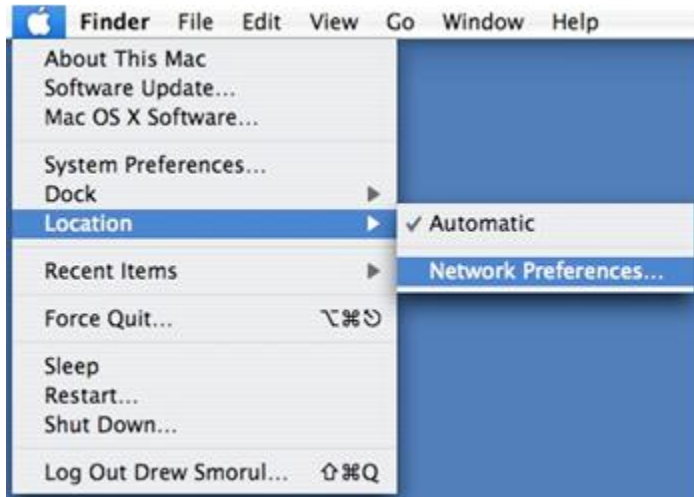 Finder File Edit View Go Window Help
About This Mac
Software Update...
Mac OS X Software...
System Preferences...
Dock
Location
✓ Automatic
Network Preferences...
Recent Items
Force Quit... ⌥⌘⎋
Sleep
Restart...
Shut Down...
Log Out Drew Smorul... ⇧⌘Q